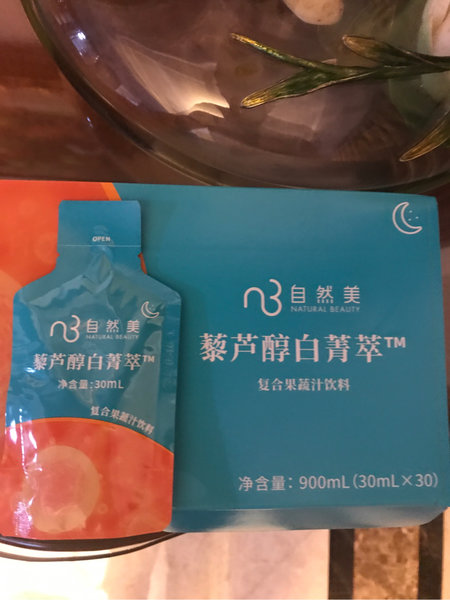 OPEN
自然美
NATURAL BEAUTY
藜芦醇白菁萃™
净含量:30mL
复合果蔬汁饮料
自然美
NATURAL BEAUTY
藜芦醇白菁萃™
复合果蔬汁饮料
净含量：900mL(30mL×30)